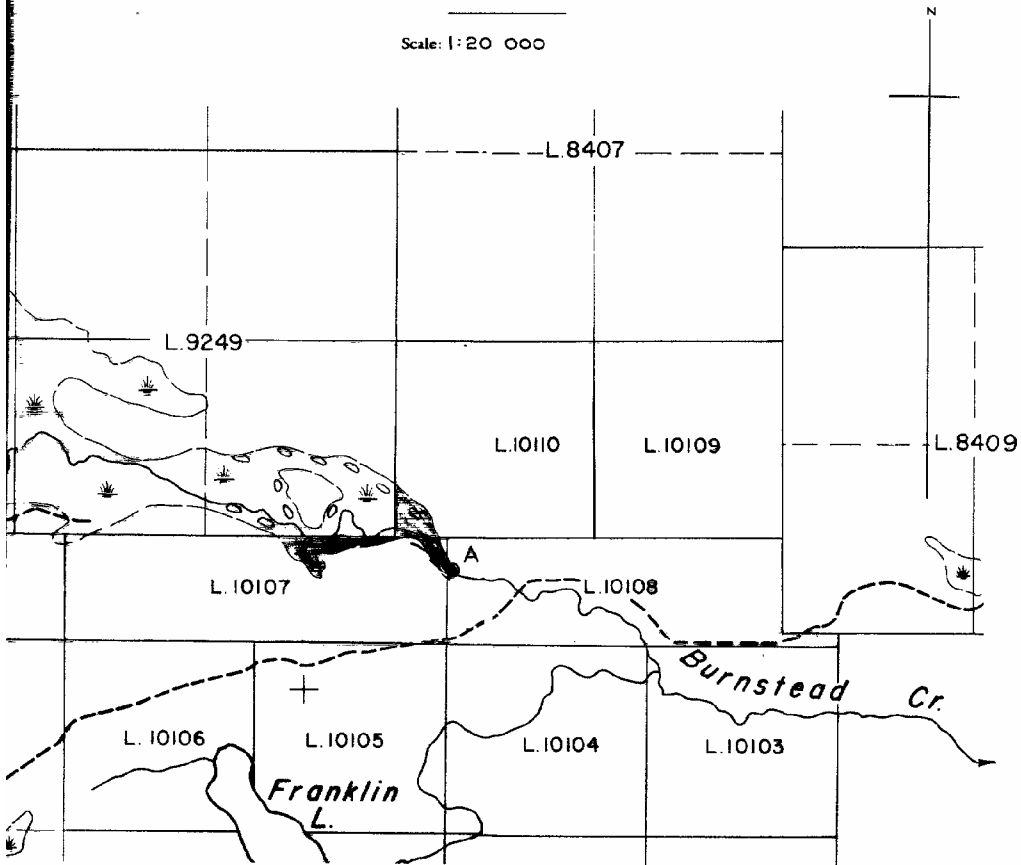 N
Scale: 1:20 000
L.8407
L.9249
L.10110
L.10109
L.8409
A
L.10107
L.10108
Burnstead Cr.
L.10106
L.10105
L.10104
L.10103
Franklin
L.